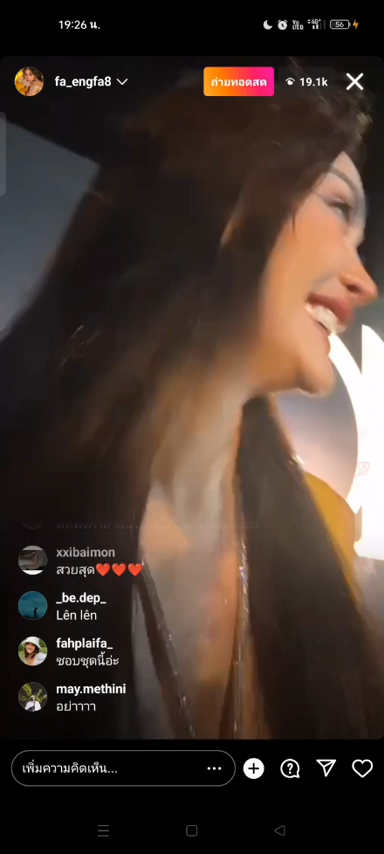 19:26 น.
56
fa_engfa8
ถ่ายทอดสด
19.1k
xxibaimon
สวยสุด❤️❤️❤️
_be.dep_
Lên lên
fahplaifa_
ชอบชุดนี้อ่ะ
may.methini
อย่าาาา
เพิ่มความคิดเห็น...